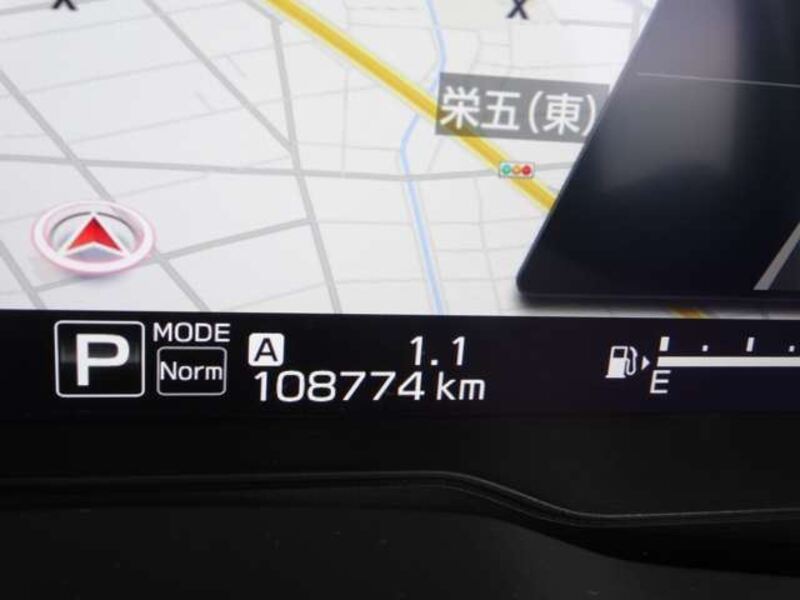 栄五(東)
P
MODE
Norm
A 1.1
108774 km
E